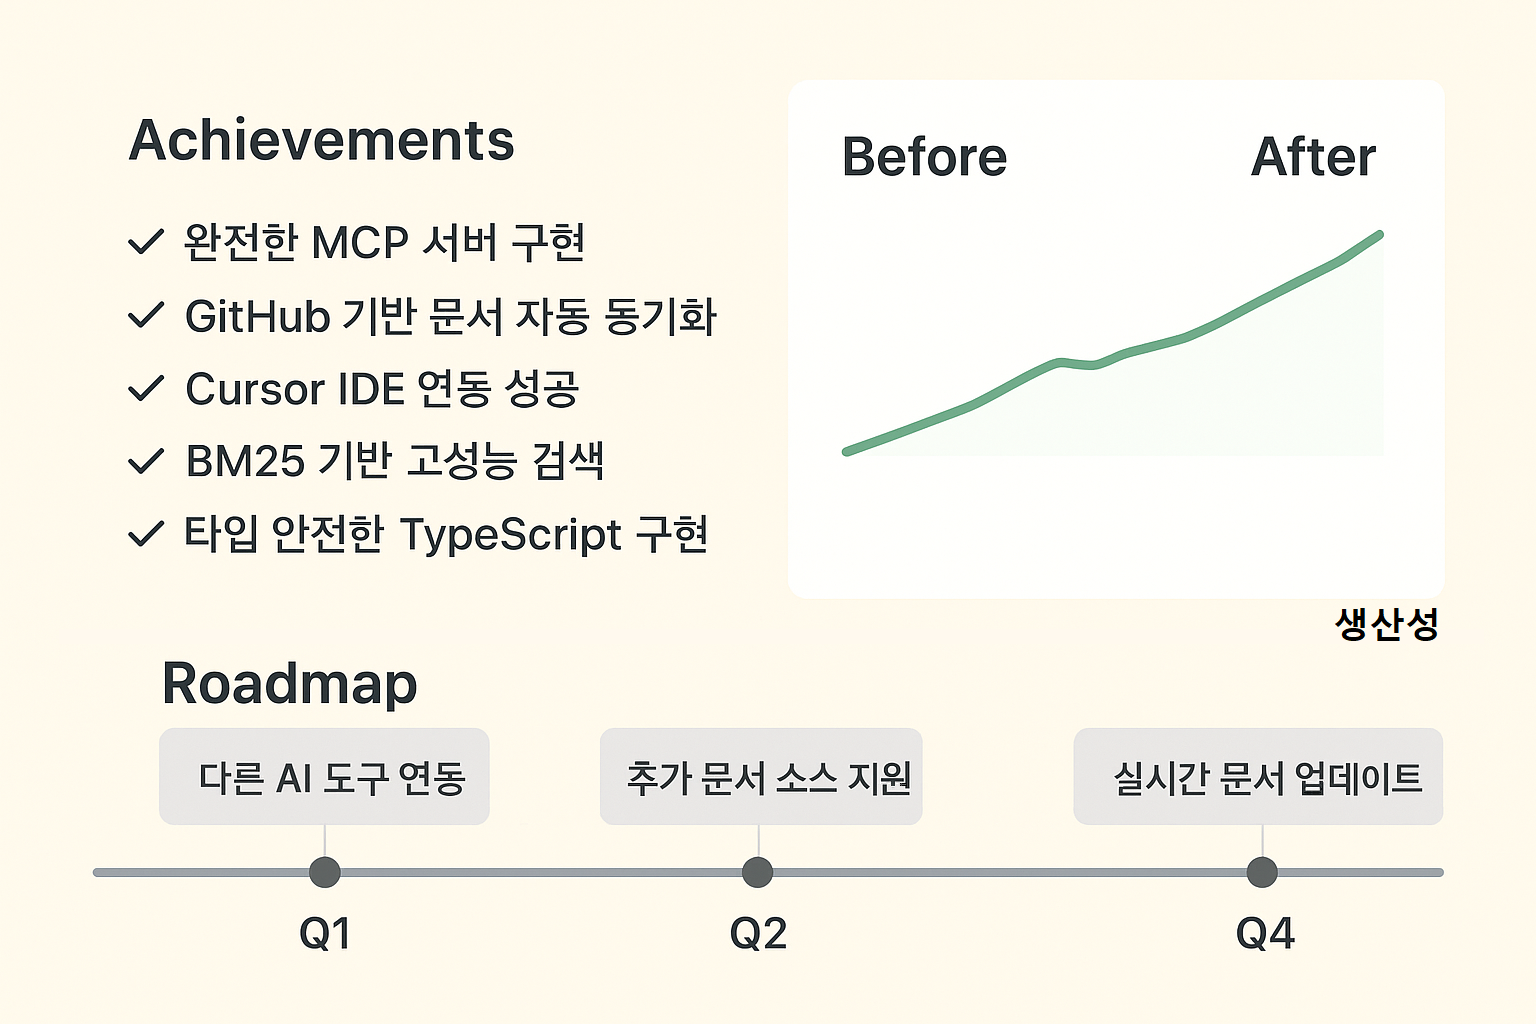 Achievements
완전한 MCP 서버 구현
GitHub 기반 문서 자동 동기화
Cursor IDE 연동 성공
BM25 기반 고성능 검색
타입 안전한 TypeScript 구현
Before
After
생산성
Roadmap
다른 AI 도구 연동
추가 문서 소스 지원
실시간 문서 업데이트
Q1
Q2
Q4